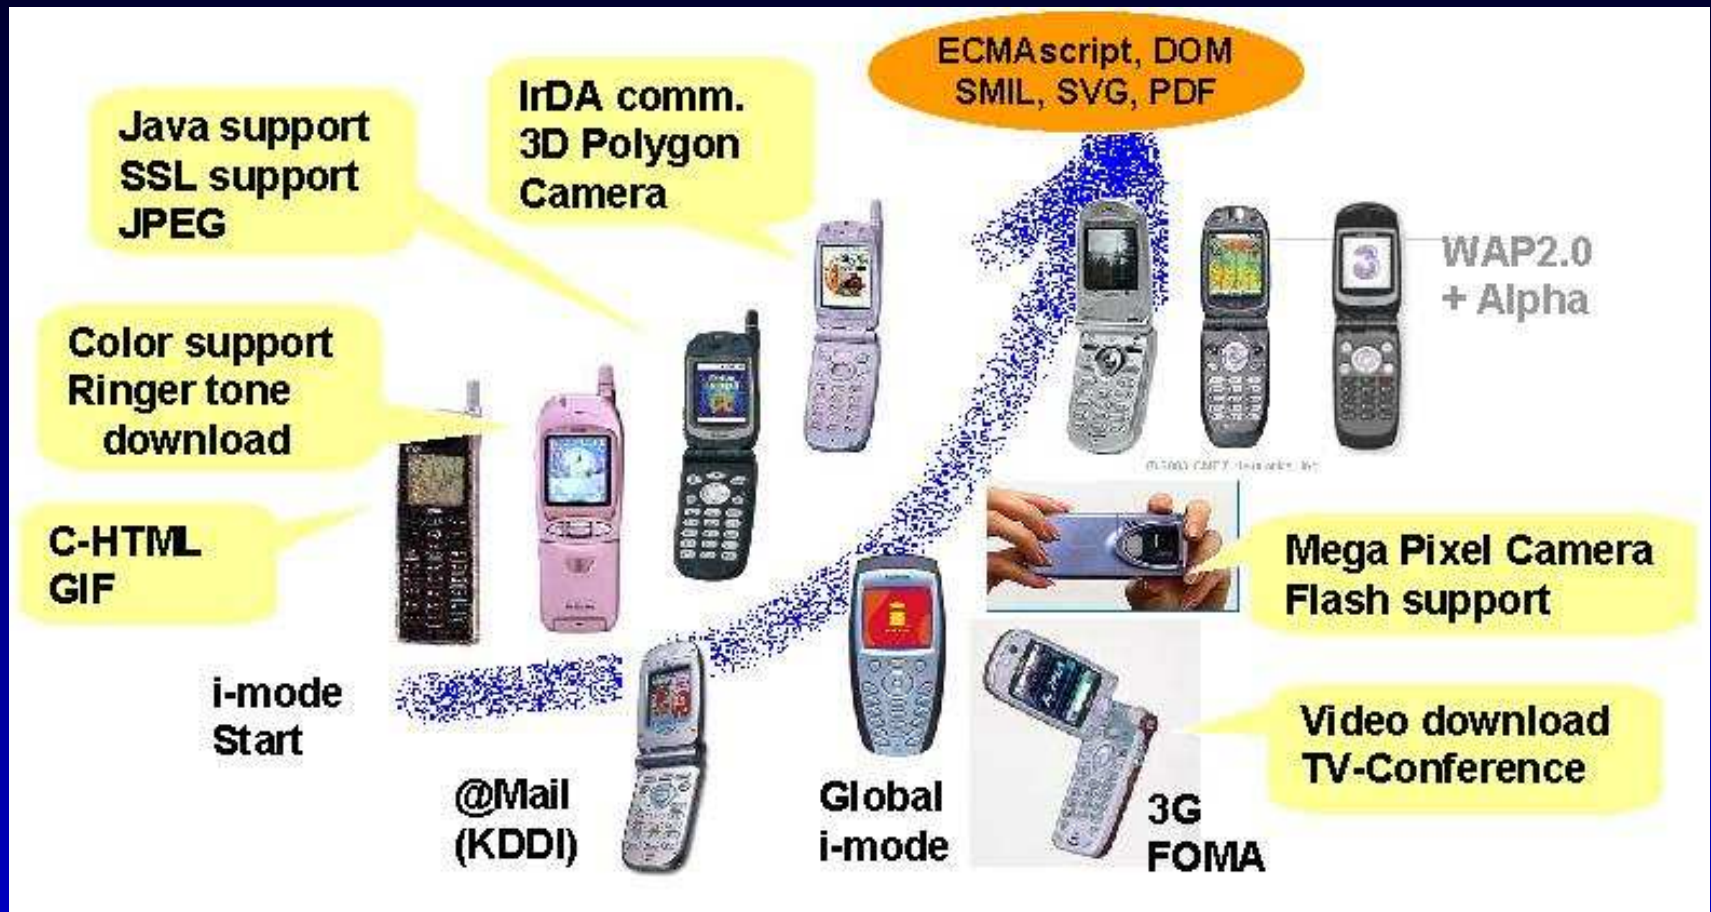 ECMAscript, DOM
SMIL, SVG, PDF
IrDA comm.
3D Polygon
Camera
Java support
SSL support
JPEG
WAP2.0
+ Alpha
Color support
Ringer tone
download
C-HTML
GIF
3
Mega Pixel Camera
Flash support
i-mode
Start
@Mail
(KDDI)
Global
i-mode
3G
FOMA
Video download
TV-Conference